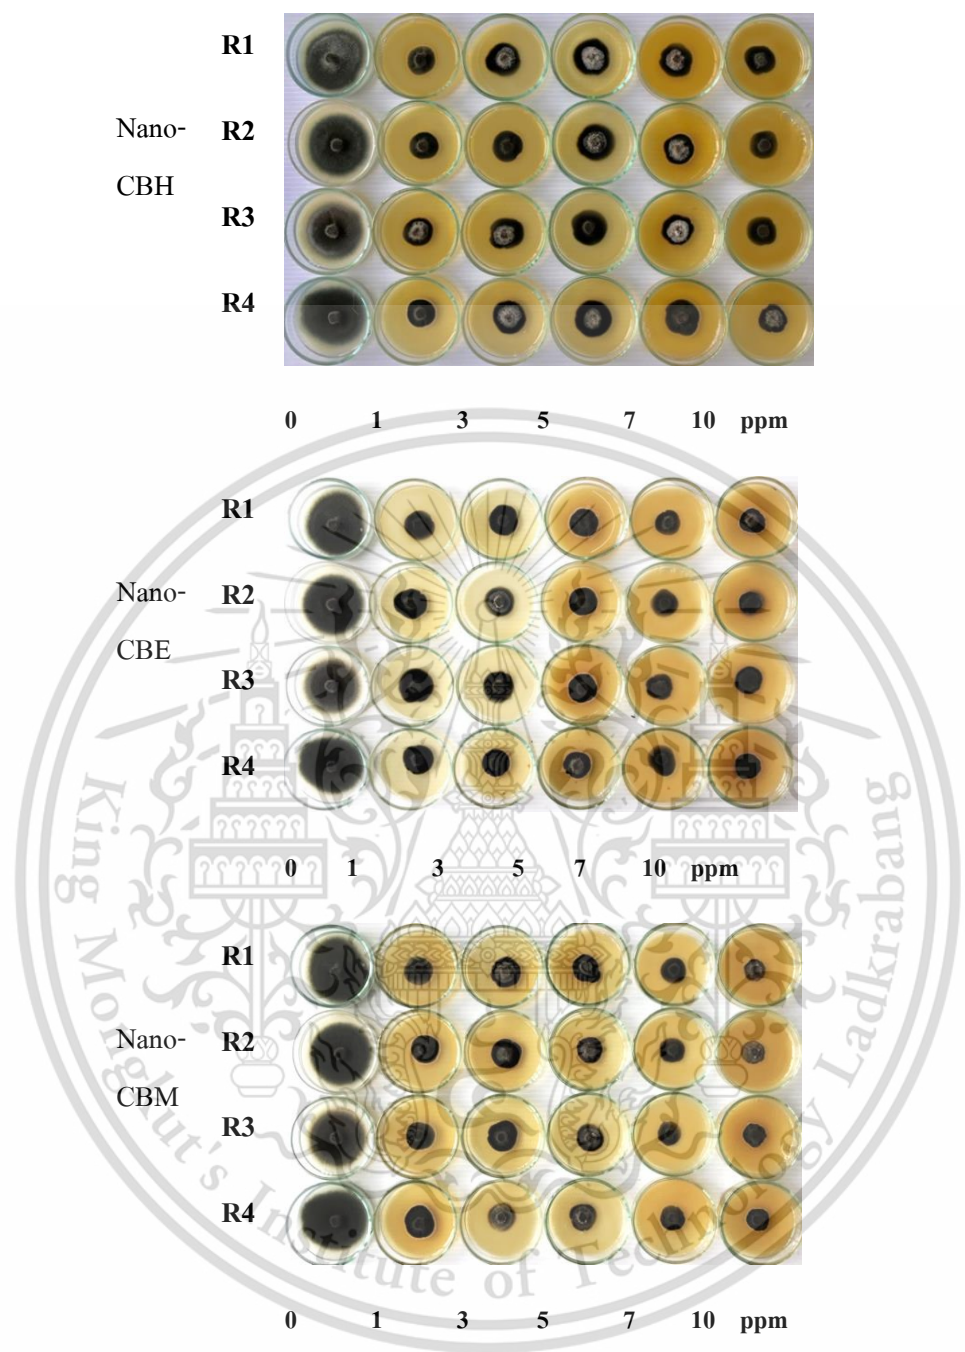 R1
Nano-
R2
CBH
R3
R4
0 1 3 5 7 10 ppm
R1
Nano-
R2
CBE
R3
R4
0 1 3 5 7 10 ppm
R1
Nano-
R2
CBM
R3
R4
0 1 3 5 7 10 ppm
King Mongkut's Institute of Technology Ladkrabang